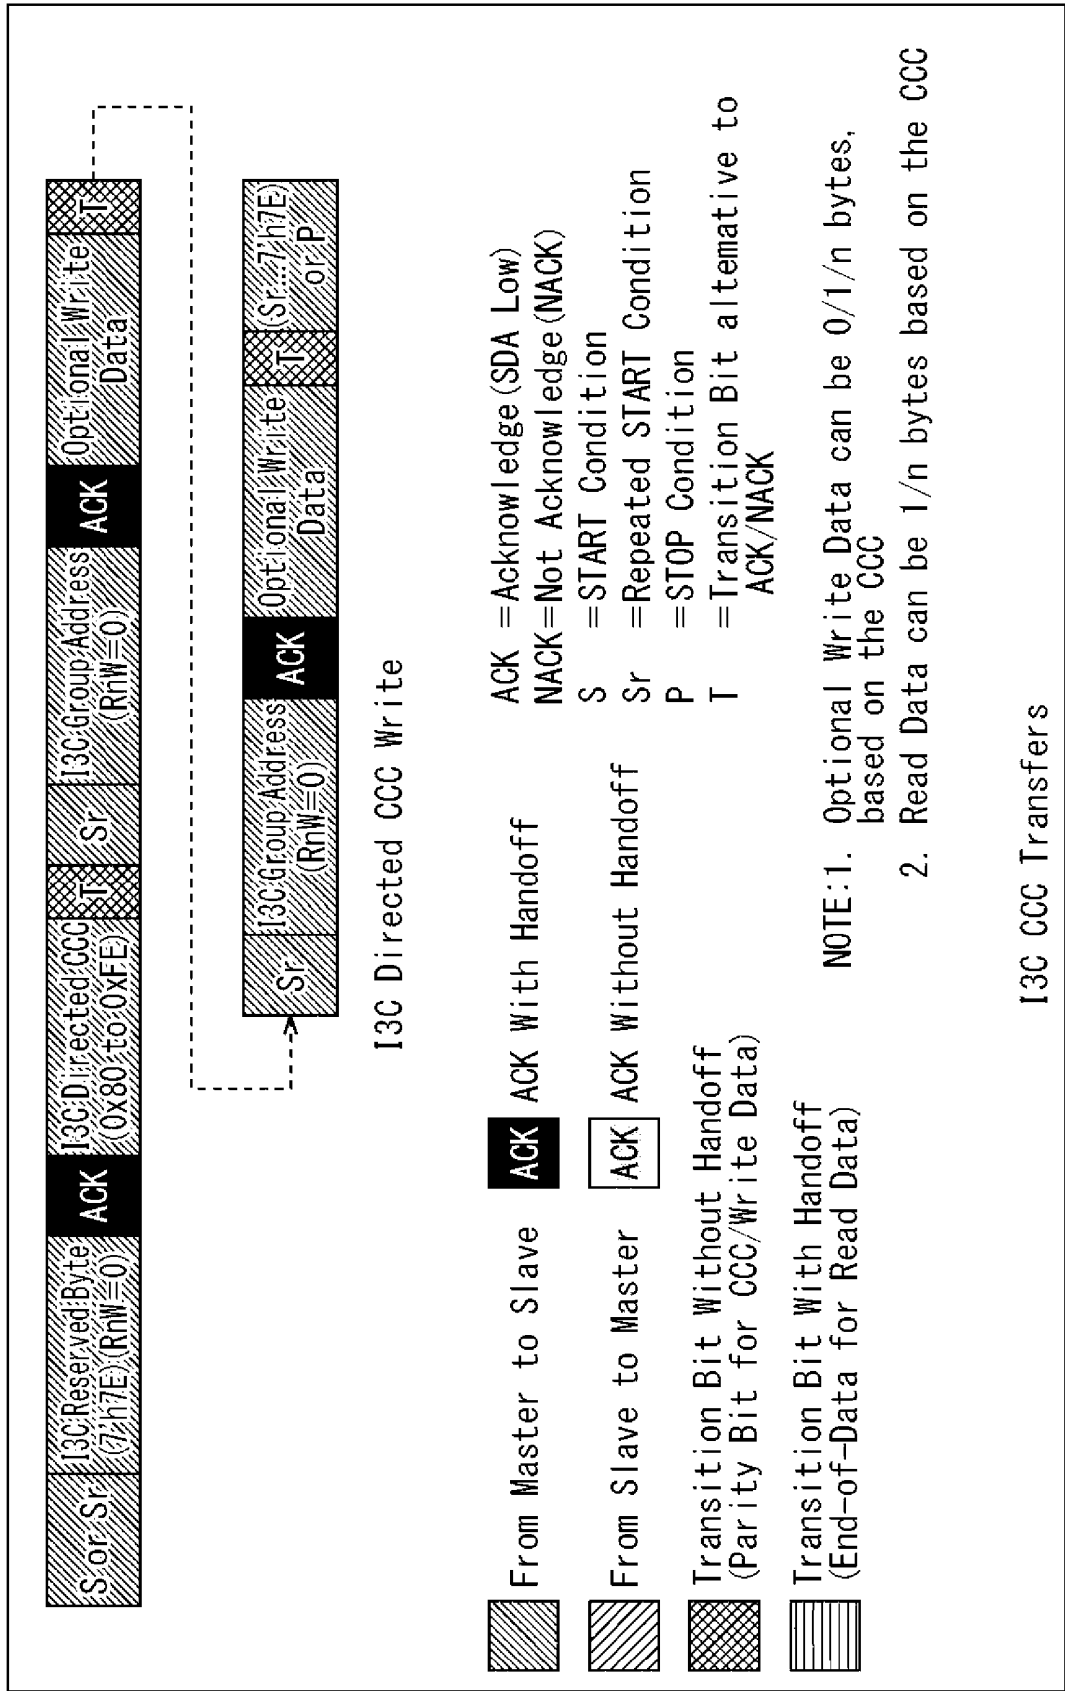 S or Sr
I3C Reserved Byte
(7'h7E)(RnW=0)
ACK
I3C Directed CCC
(0x80 to 0xFE)
T
Sr
I3C Group Address
(RnW=0)
ACK
Optional Write
Data
T
Sr
I3C Group Address
(RnW=0)
ACK
Optional Write
Data
T
(Sr...7'h7E)
or P
I3C Directed CCC Write
From Master to Slave
ACK
ACK With Handoff
From Slave to Master
ACK
ACK Without Handoff
Transition Bit Without Handoff
(Parity Bit for CCC/Write Data)
Transition Bit With Handoff
(End-of-Data for Read Data)
ACK =Acknowledge(SDA Low)
NACK=Not Acknowledge(NACK)
S =START Condition
Sr =Repeated START Condition
P =STOP Condition
T =Transition Bit altemative to
ACK/NACK
NOTE:1. Optional Write Data can be 0/1/n bytes,
based on the CCC
2. Read Data can be 1/n bytes based on the CCC
I3C CCC Transfers